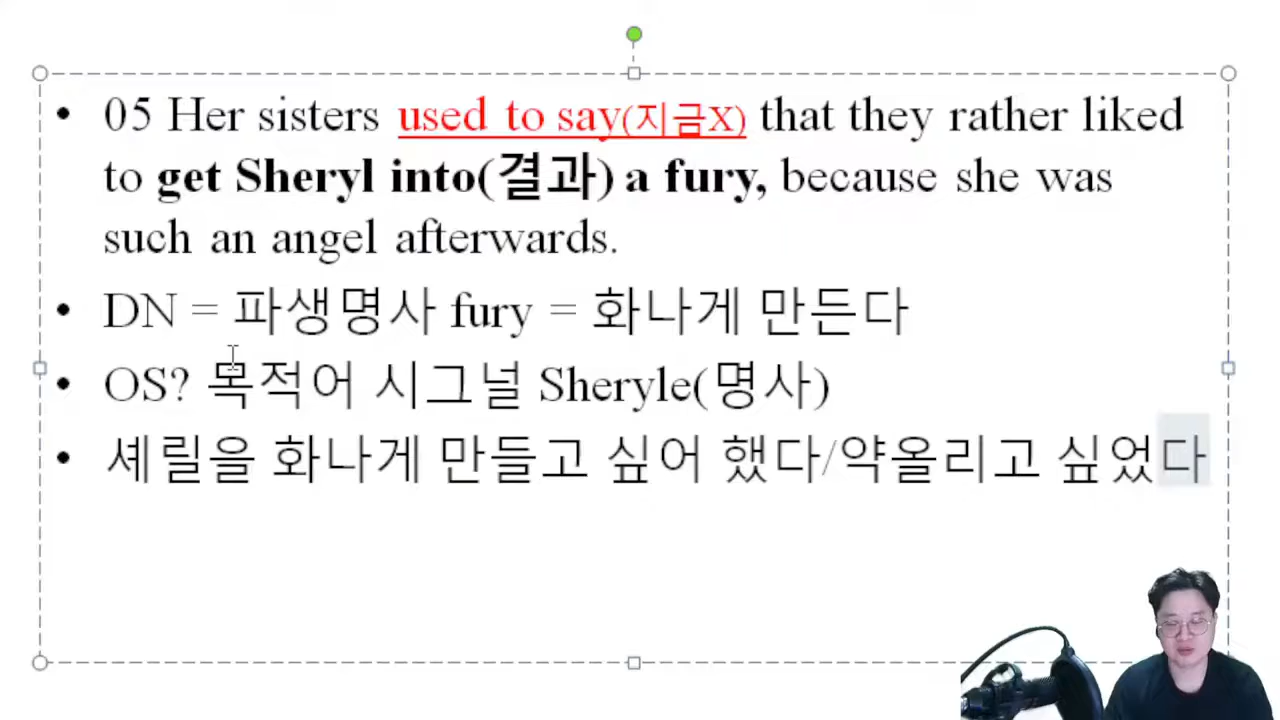 • 05 Her sisters used to say(지금X) that they rather liked
to get Sheryl into(결과) a fury, because she was
such an angel afterwards.
• DN = 파생명사 fury = 화나게 만든다
• OS? 목적어 시그널 Sheryle(명사)
•셰릴을 화나게 만들고 싶어 했다/약올리고 싶었다